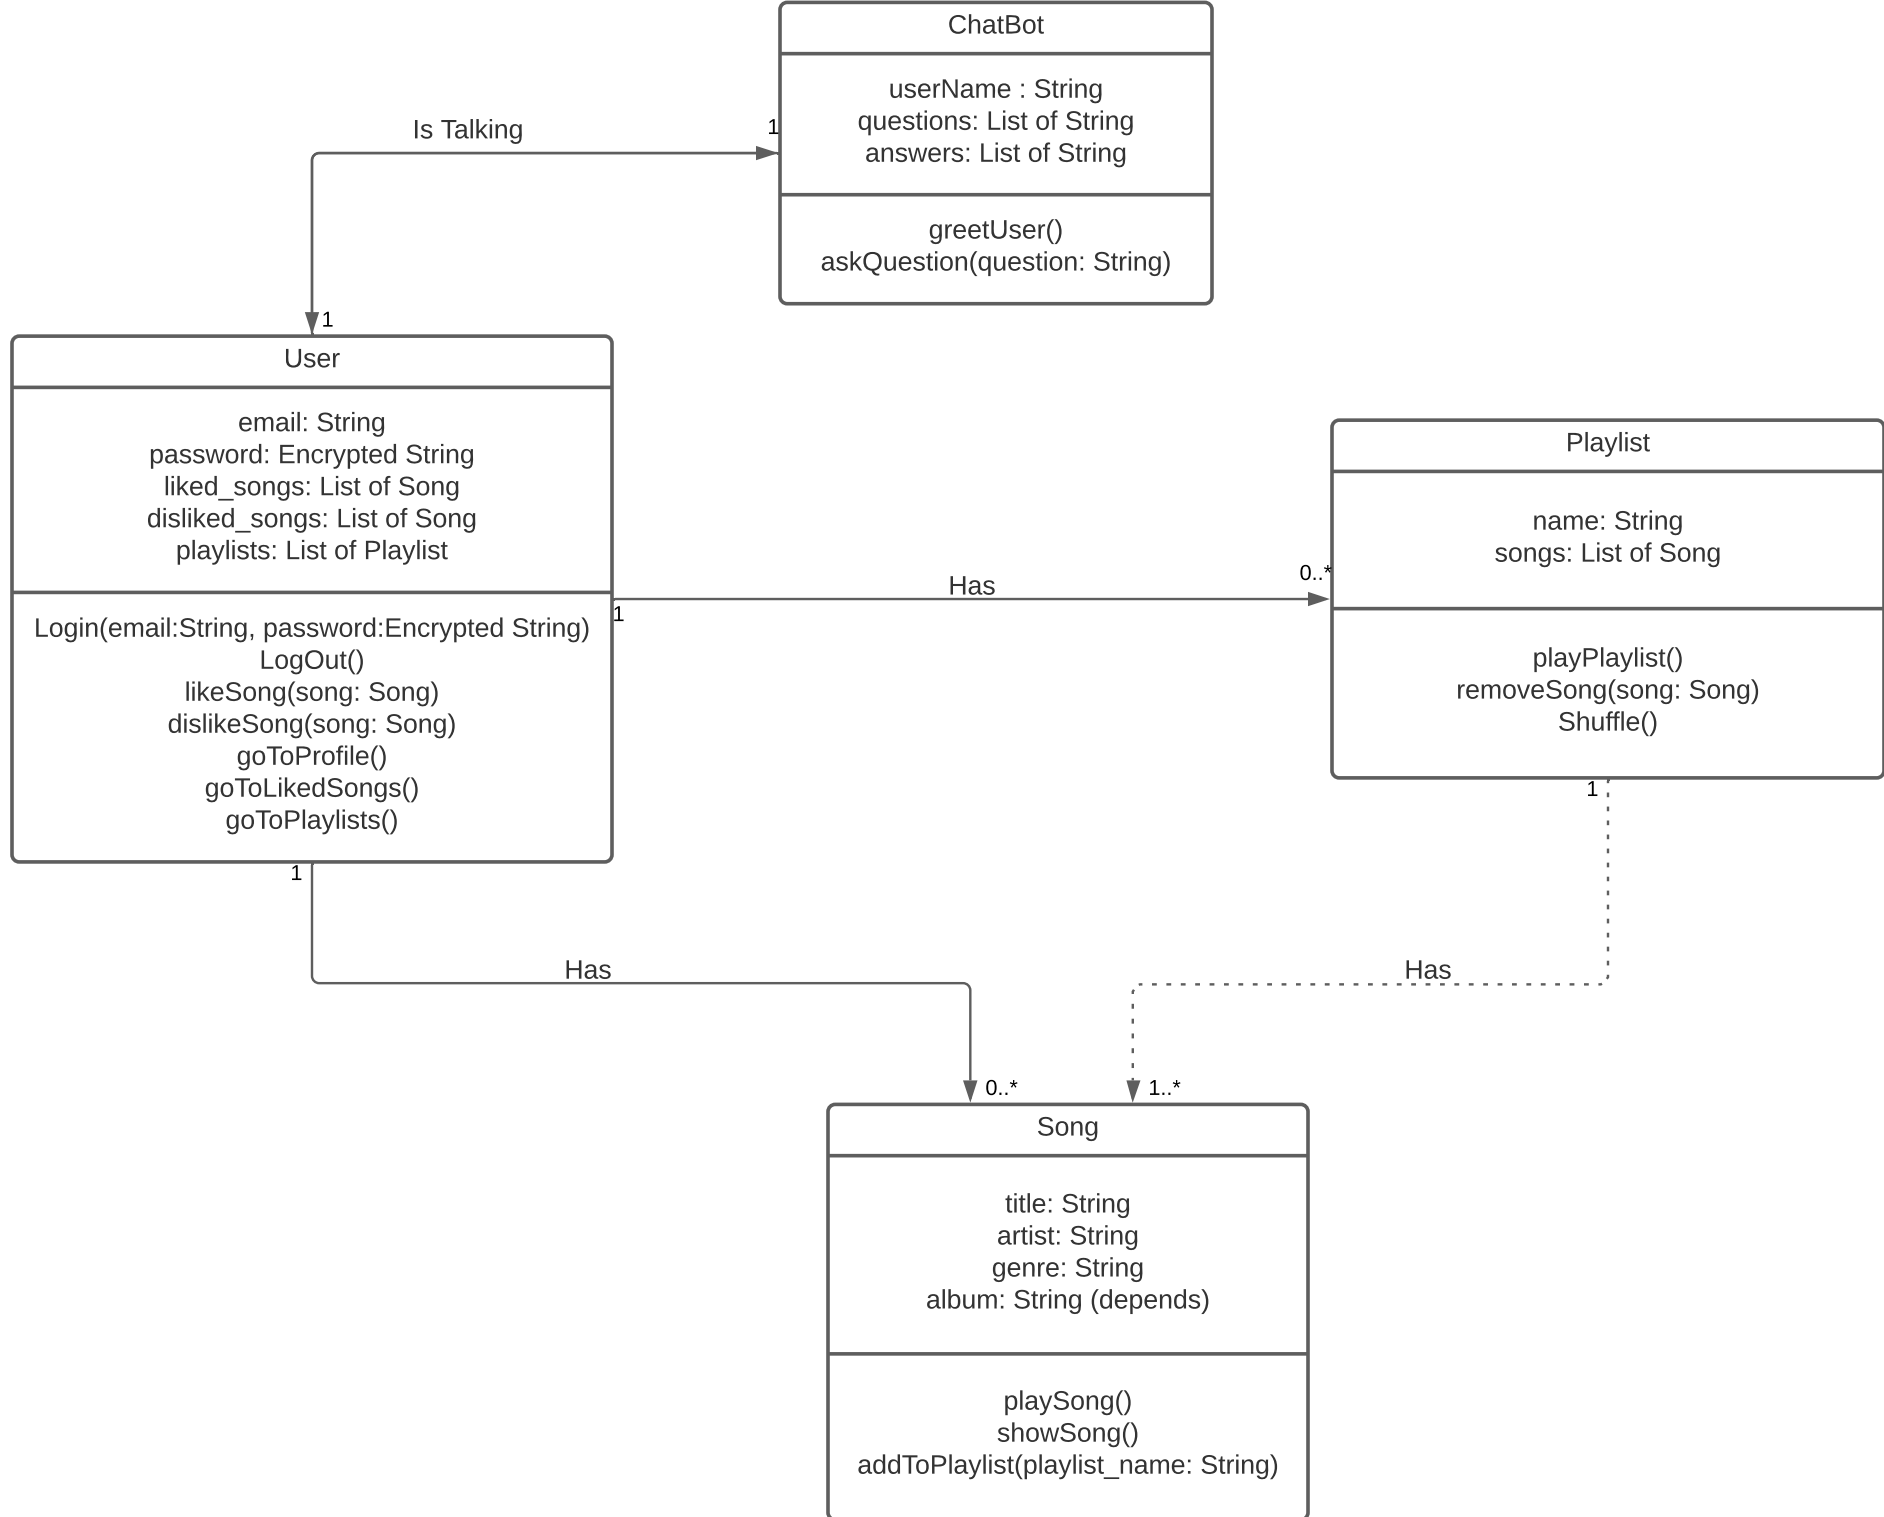 ChatBot
userName : String
questions: List of String
answers: List of String
greetUser()
askQuestion(question: String)
Is Talking
1
1
User
email: String
password: Encrypted String
liked_songs: List of Song
disliked_songs: List of Song
playlists: List of Playlist
Login(email:String, password:Encrypted String)
LogOut()
likeSong(song: Song)
dislikeSong(song: Song)
goToProfile()
goToLikedSongs()
goToPlaylists()
1
Has
0..*
Playlist
name: String
songs: List of Song
playPlaylist()
removeSong(song: Song)
Shuffle()
1
Has
0..*
1
Has
1..*
Song
title: String
artist: String
genre: String
album: String (depends)
playSong()
showSong()
addToPlaylist(playlist_name: String)